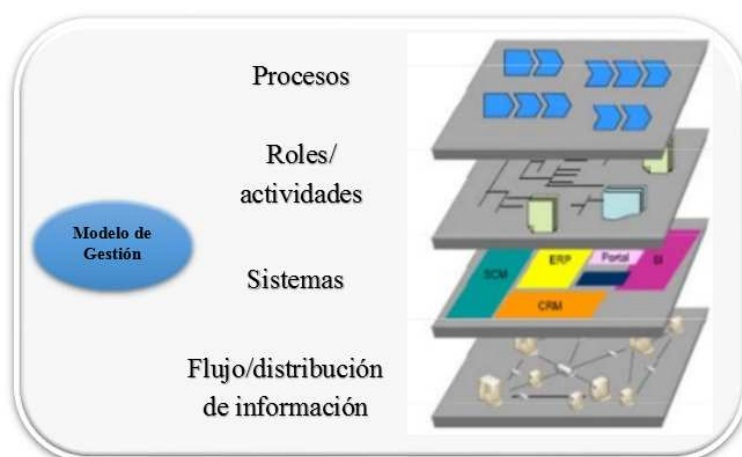 Procesos
Roles/
actividades
Modelo de
Gestión
Sistemas
Flujo/distribución
de información
SCM
ERP
Portal
BI
CRM